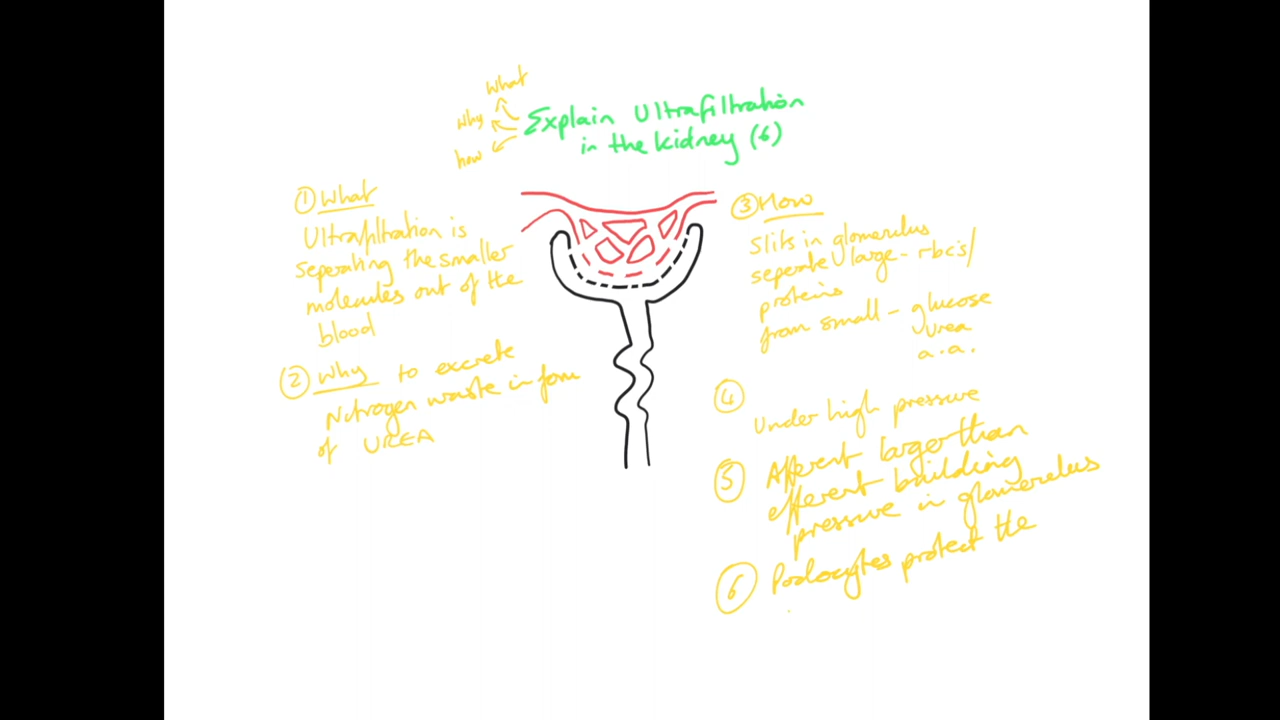 What
Why
how
Explain Ultrafiltration
in the kidney (6)
① What
Ultrafiltration is
seperating the smaller
molecules out of the
blood
② Why to excrete
Nitrogen waste in form
of UREA
③ How
Slits in glomerulus
seperate large - rbc's/
proteins
from small - glucose
urea
a.a.
④
Under high pressure
⑤ Afferent larger than
efferent building
pressure in glomerulus
⑥ Podocytes protect the